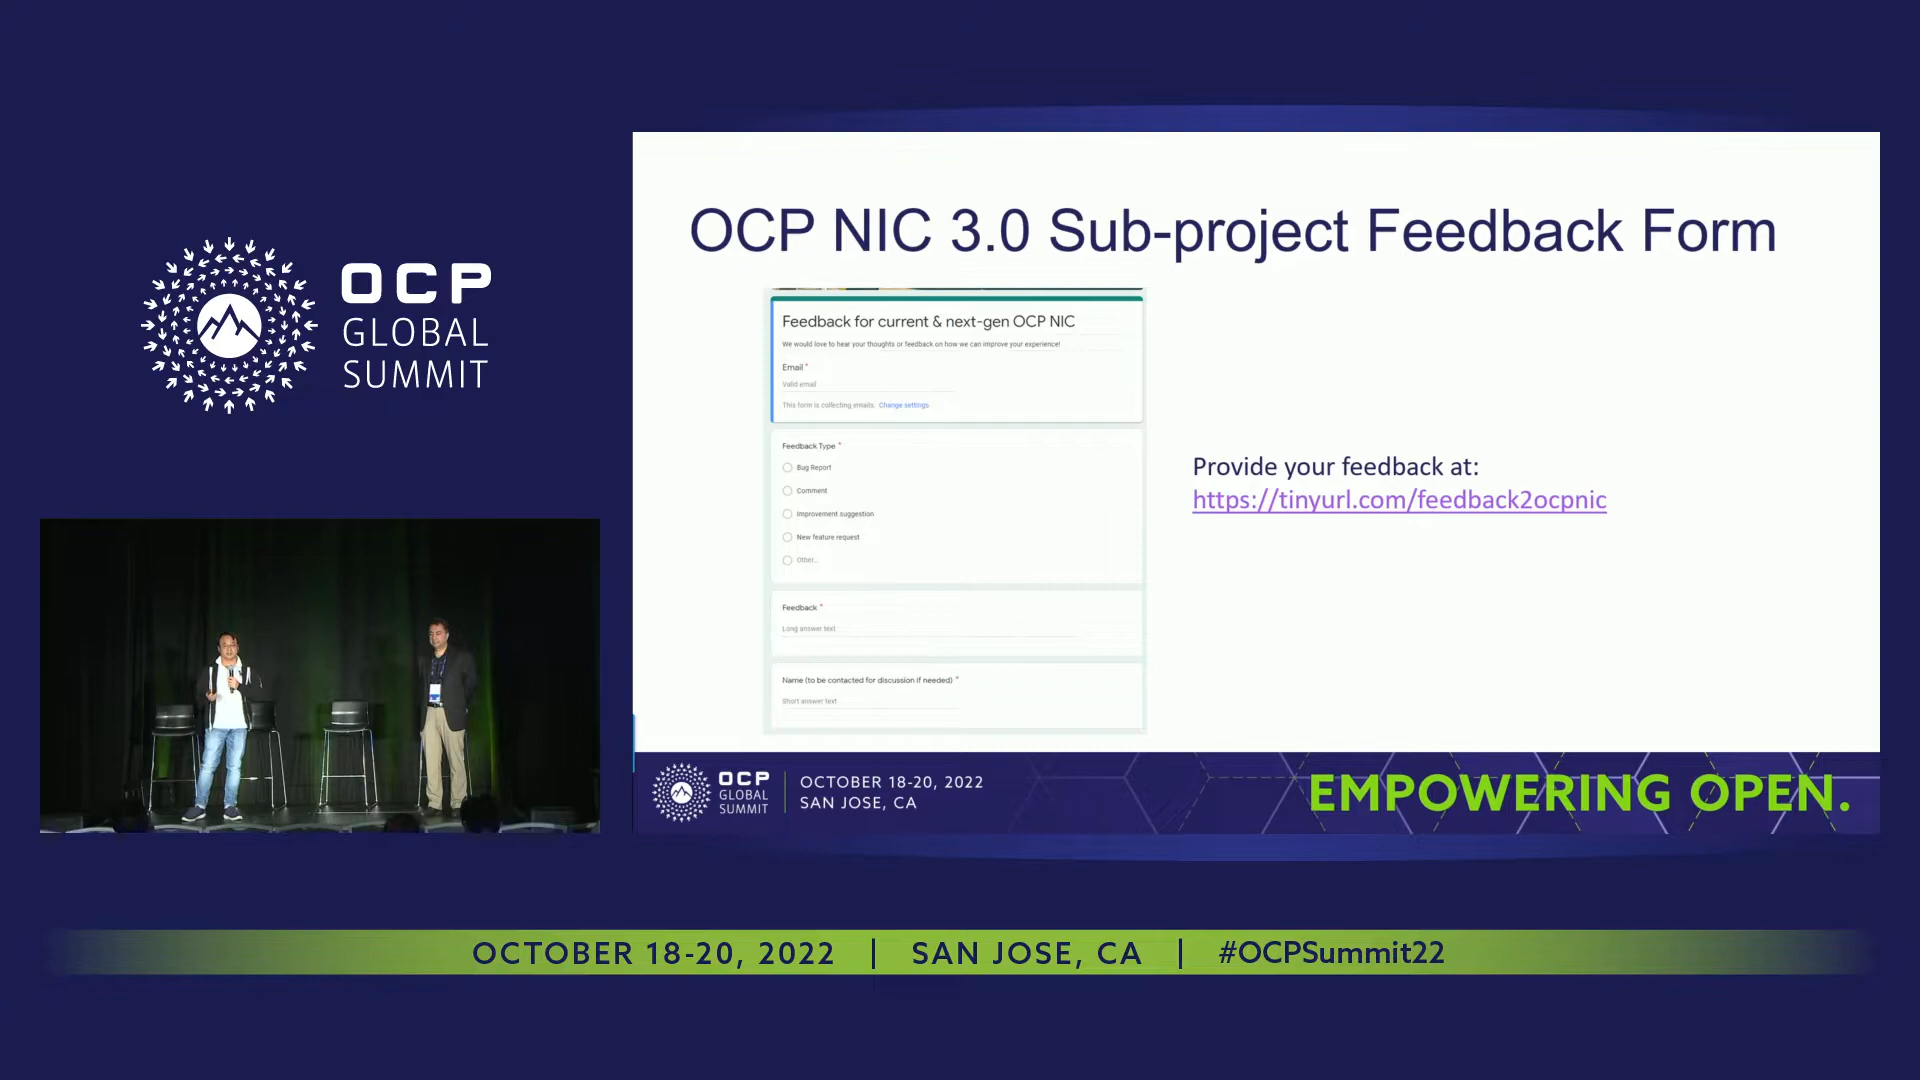 OCP
GLOBAL
SUMMIT
OCP NIC 3.0 Sub-project Feedback Form
Feedback for current & next-gen OCP NIC
We would love to hear your thoughts or feedback on how we can improve your experience!
Email *
Valid email
This form is collecting emails. Change settings
Feedback Type *
Bug Report
Comment
Improvement suggestion
New feature request
Other...
Feedback *
Long answer text
Name (to be contacted for discussion if needed) *
Short answer text
Provide your feedback at:
https://tinyurl.com/feedback2ocpnic
OCP
GLOBAL
SUMMIT
OCTOBER 18-20, 2022
SAN JOSE, CA
EMPOWERING OPEN.
OCTOBER 18-20, 2022 | SAN JOSE, CA | #OCPSummit22